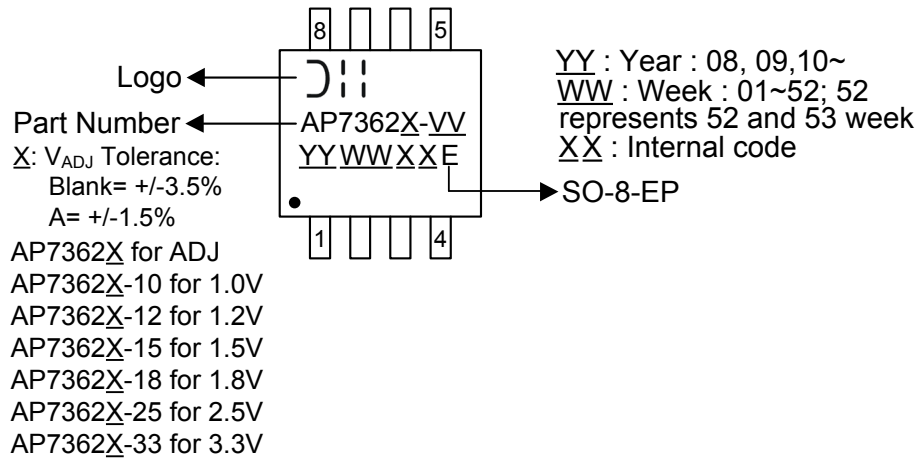 8 5
Logo
Part Number
AP7362X-VV
YYWWXXE
1 4
X: VADJ Tolerance:
Blank= +/-3.5%
A= +/-1.5%
AP7362X for ADJ
AP7362X-10 for 1.0V
AP7362X-12 for 1.2V
AP7362X-15 for 1.5V
AP7362X-18 for 1.8V
AP7362X-25 for 2.5V
AP7362X-33 for 3.3V
YY : Year : 08, 09,10~
WW : Week : 01~52; 52
represents 52 and 53 week
XX : Internal code
SO-8-EP